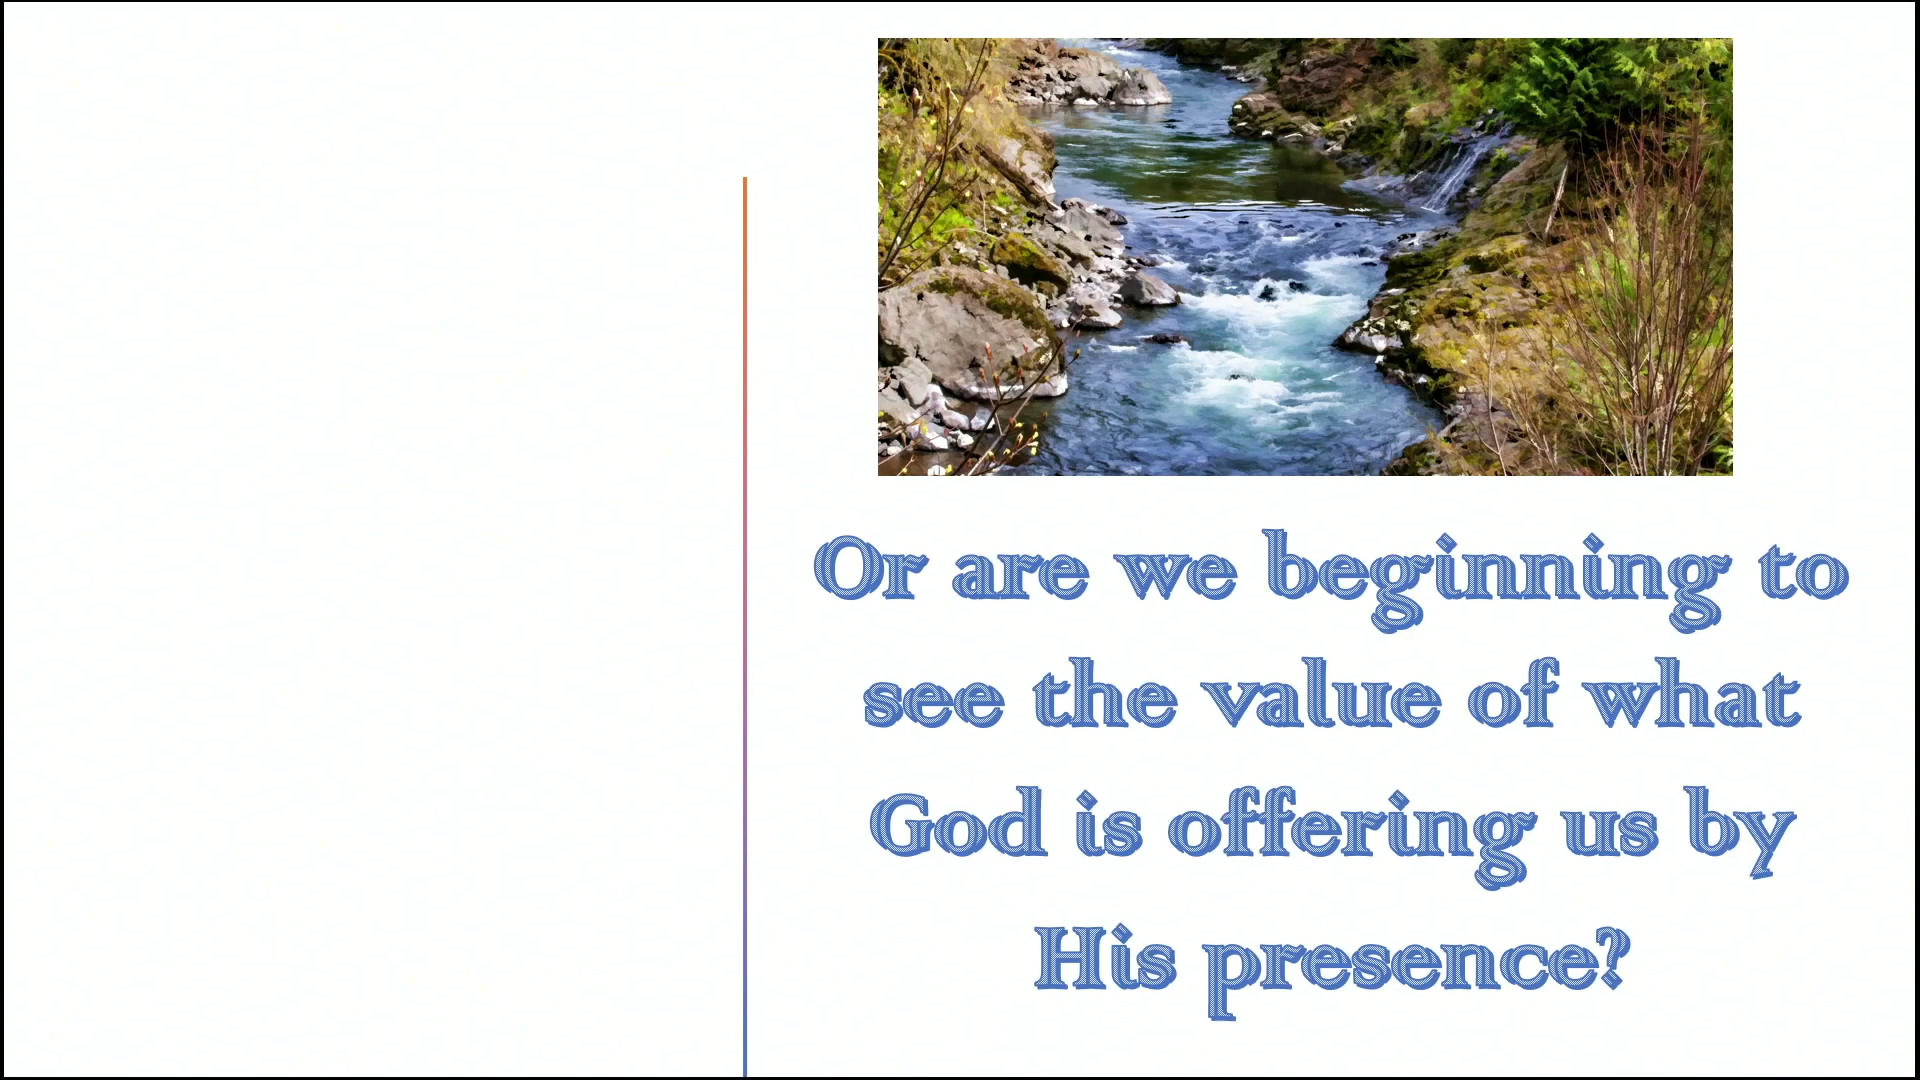 Or are we beginning to
see the value of what
God is offering us by
His presence?